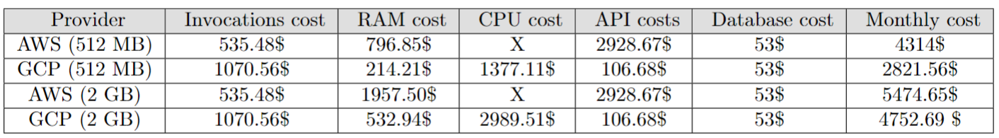 Provider Invocations cost RAM cost CPU cost API costs Database cost Monthly cost
AWS (512 MB) 535.48$ 796.85$ X 2928.67$ 53$ 4314$
GCP (512 MB) 1070.56$ 214.21$ 1377.11$ 106.68$ 53$ 2821.56$
AWS (2 GB) 535.48$ 1957.50$ X 2928.67$ 53$ 5474.65$
GCP (2 GB) 1070.56$ 532.94$ 2989.51$ 106.68$ 53$ 4752.69 $